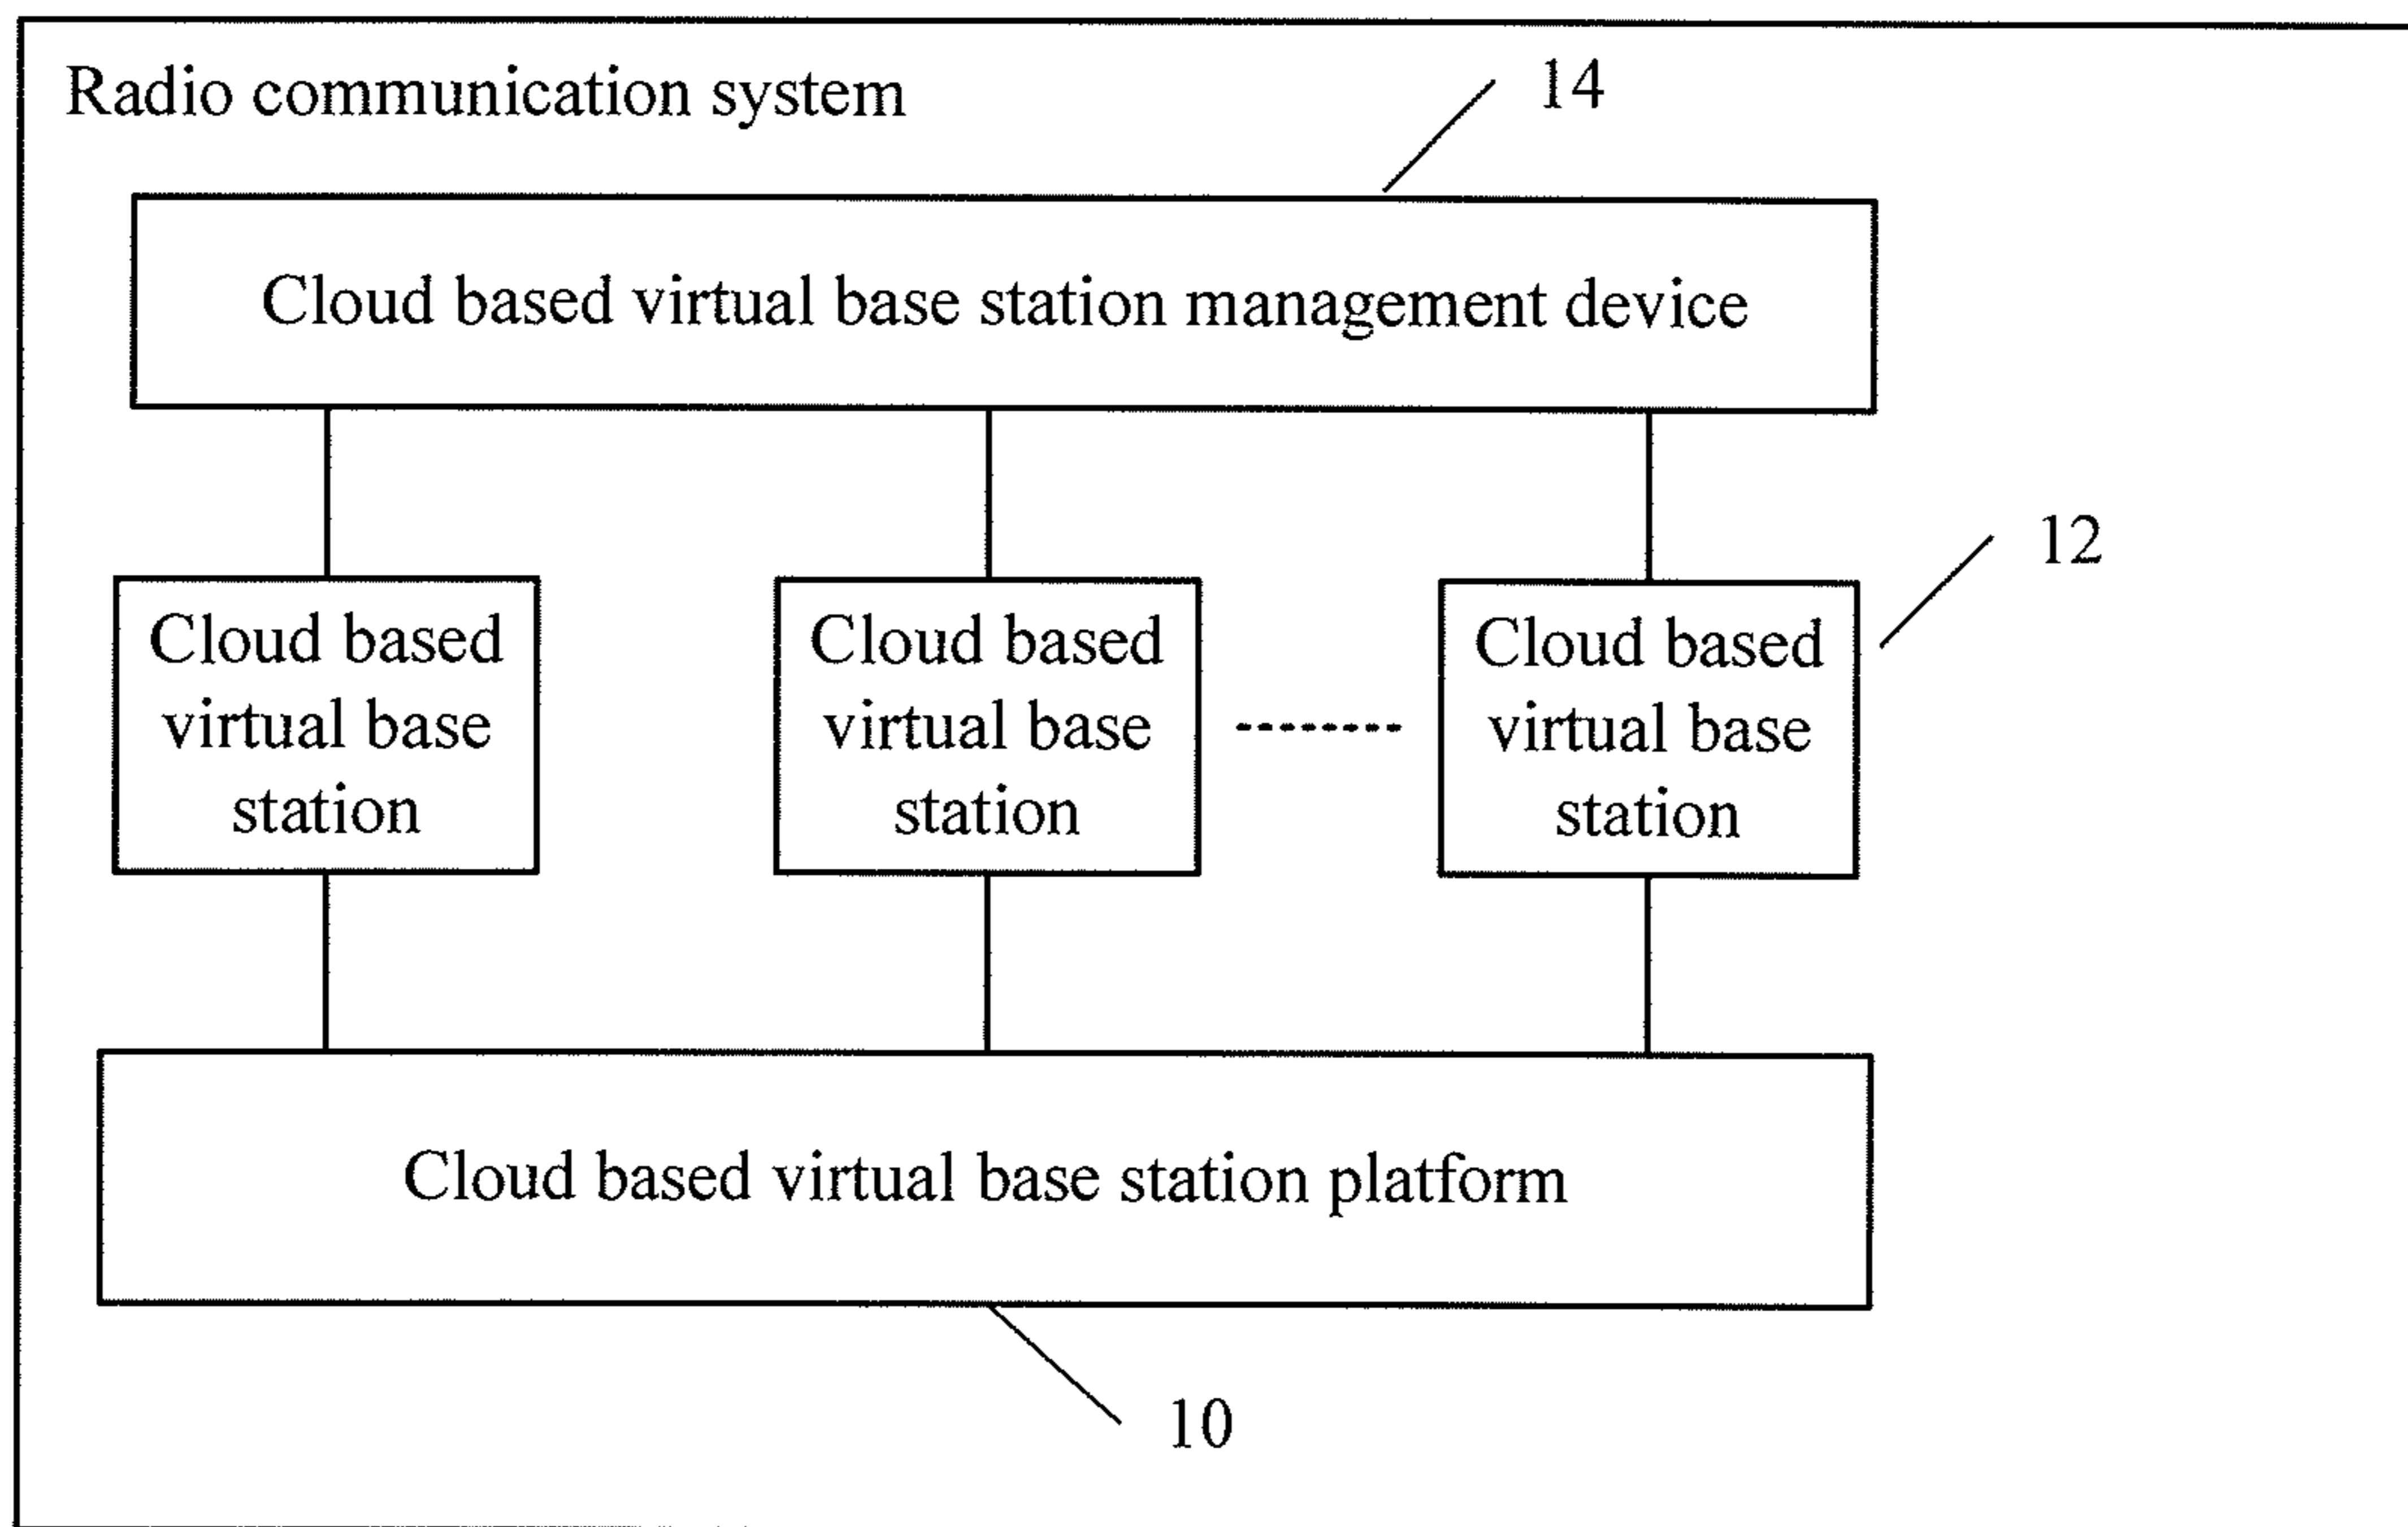 Radio communication system
14
Cloud based virtual base station management device
12
Cloud based
virtual base
station
Cloud based
virtual base
station
Cloud based
virtual base
station
Cloud based virtual base station platform
10